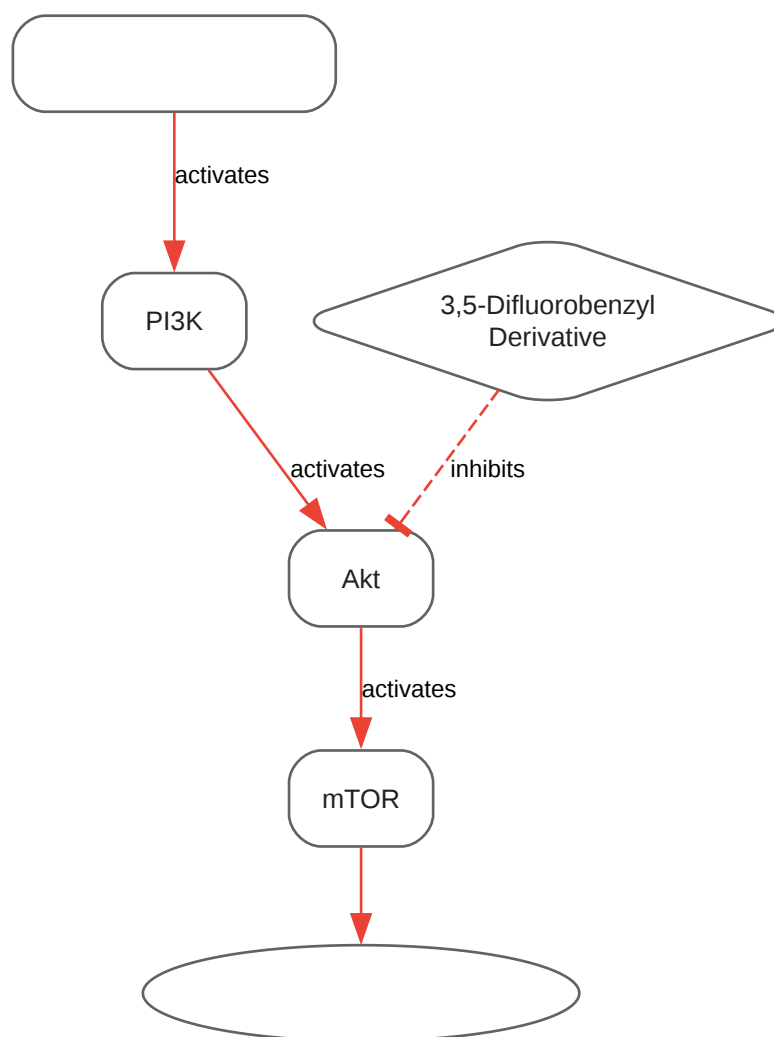 activates
PI3K
3,5-Difluorobenzyl
Derivative
activates
inhibits
Akt
activates
mTOR